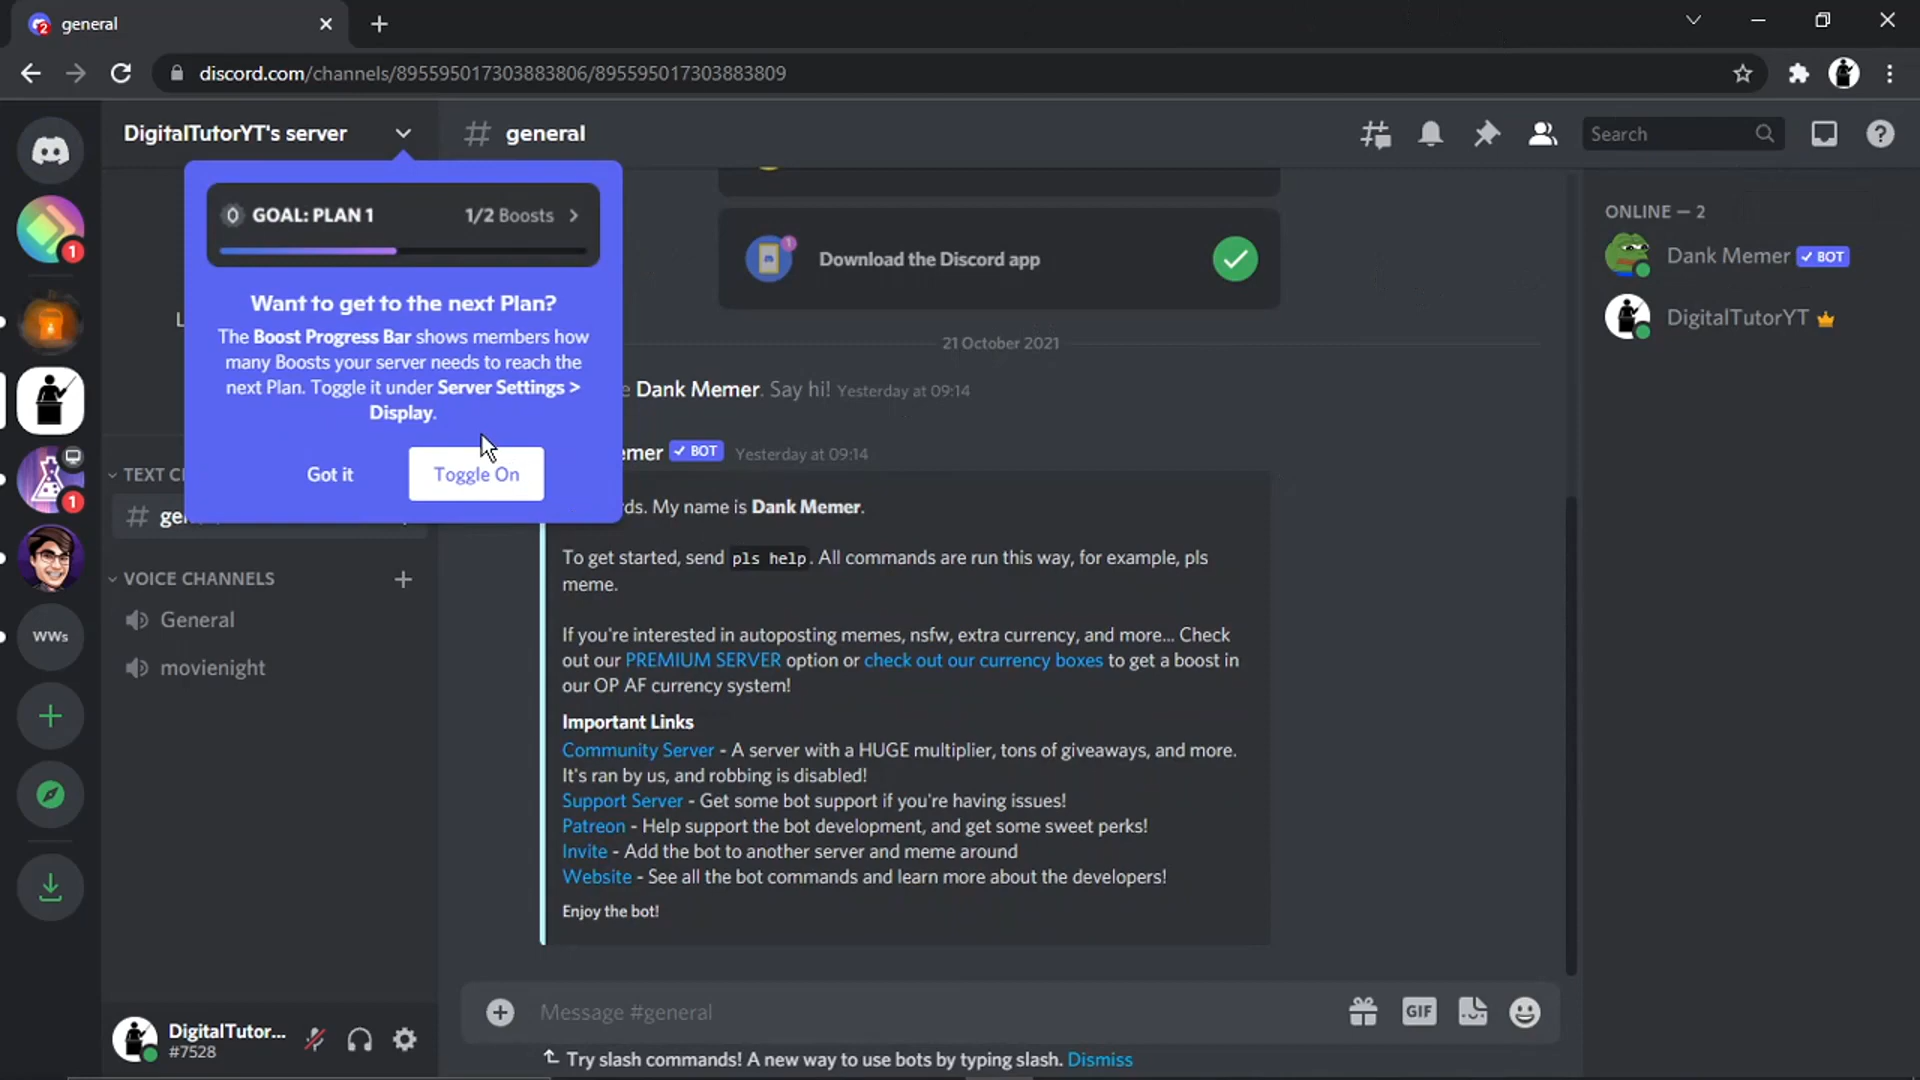 general
discord.com/channels/895595017303883806/895595017303883809
DigitalTutorYT's server
general
Search
GOAL: PLAN 1
1/2 Boosts
Want to get to the next Plan?
The Boost Progress Bar shows members how
many Boosts your server needs to reach the
next Plan. Toggle it under Server Settings >
Display.
Got it
Toggle On
TEXT
VOICE CHANNELS
General
movienight
WWs
1
1
DigitalTutor...
#7528
Download the Discord app
21 October 2021
Dank Memer. Say hi! Yesterday at 09:14
BOT Yesterday at 09:14
My name is Dank Memer.
To get started, send pls help. All commands are run this way, for example, pls
meme.
If you're interested in autoposting memes, nsfw, extra currency, and more... Check
out our PREMIUM SERVER option or check out our currency boxes to get a boost in
our OP AF currency system!
Important Links
Community Server - A server with a HUGE multiplier, tons of giveaways, and more.
It's ran by us, and robbing is disabled!
Support Server - Get some bot support if you're having issues!
Patreon - Help support the bot development, and get some sweet perks!
Invite - Add the bot to another server and meme around
Website - See all the bot commands and learn more about the developers!
Enjoy the bot!
Message #general
GIF
Try slash commands! A new way to use bots by typing slash. Dismiss
ONLINE — 2
Dank Memer BOT
DigitalTutorYT